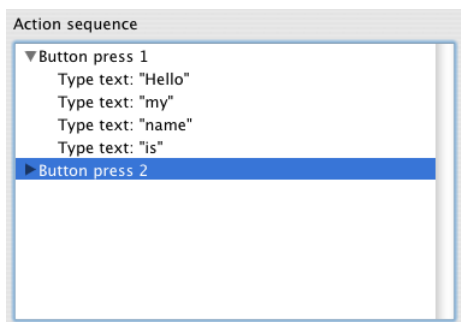 Action sequence
Button press 1
Type text: "Hello"
Type text: "my"
Type text: "name"
Type text: "is"
Button press 2